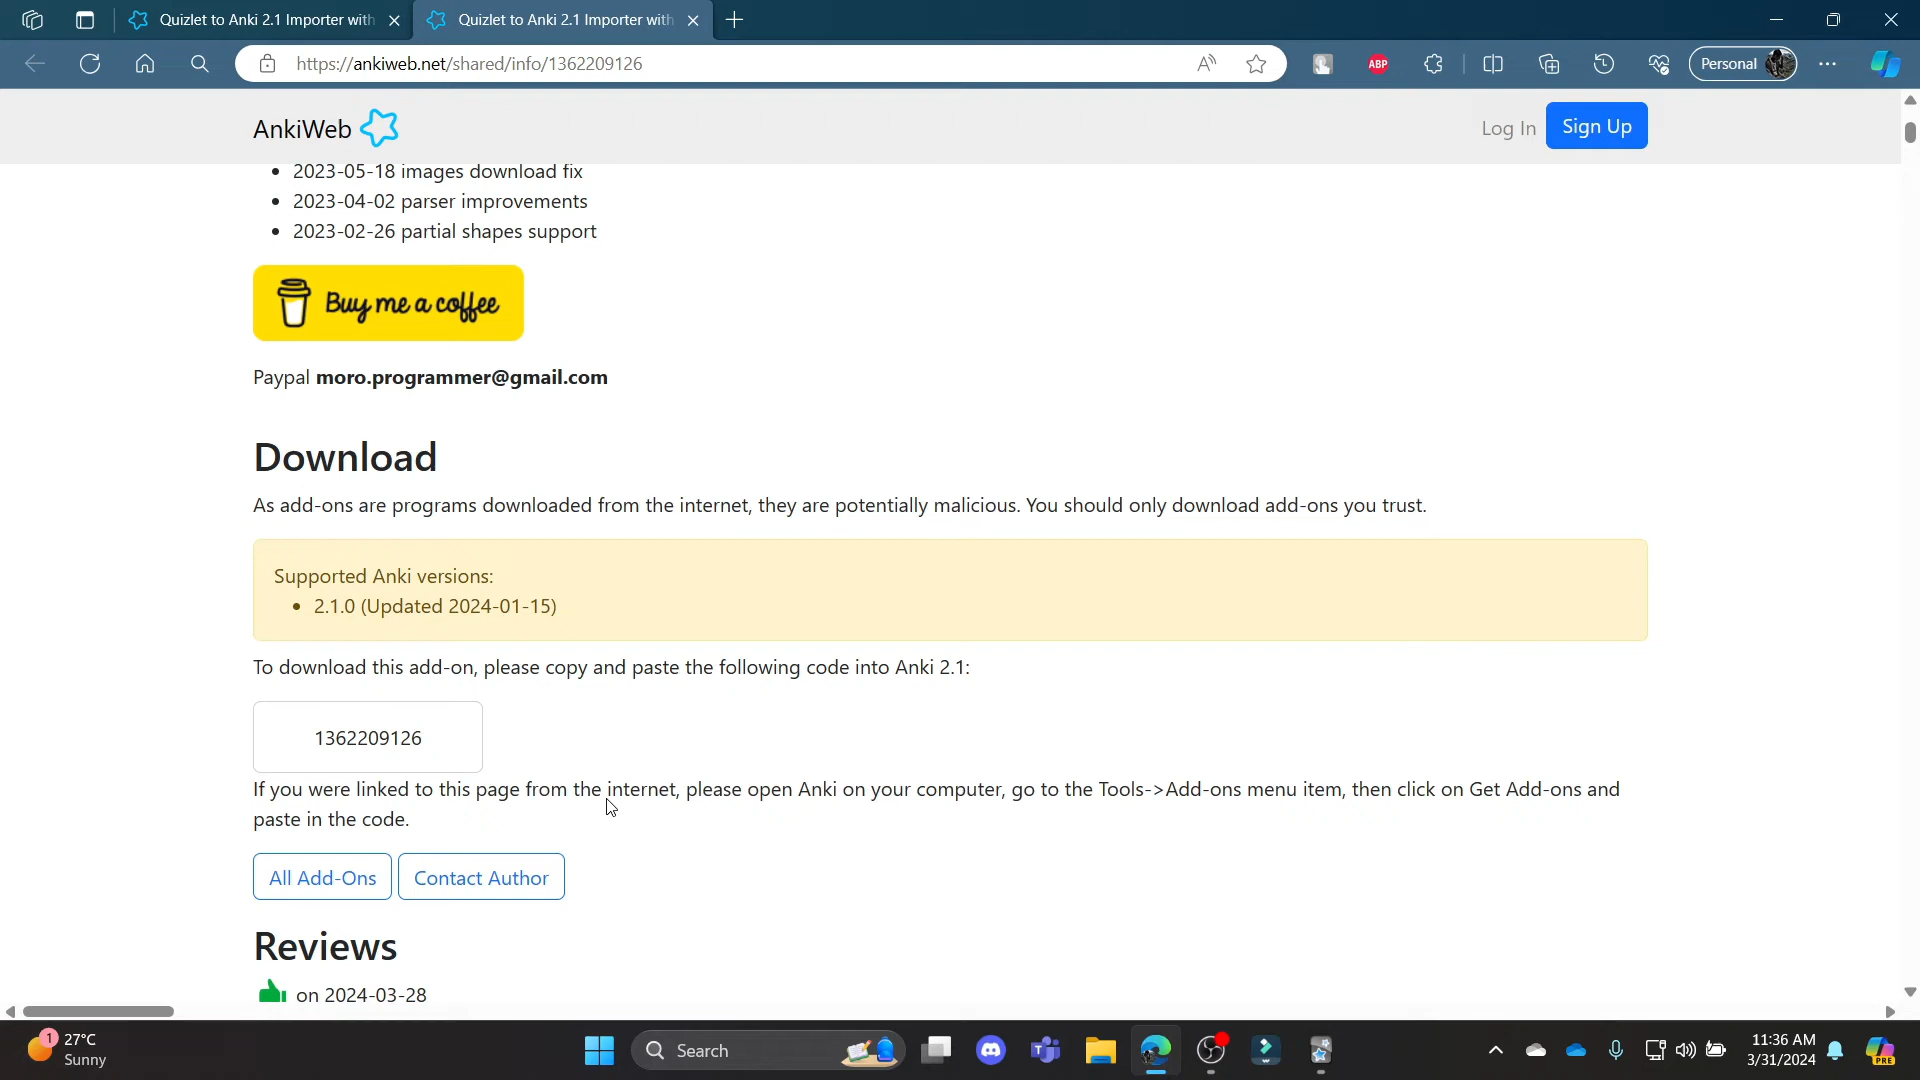 Quizlet to Anki 2.1 Importer with
Quizlet to Anki 2.1 Importer with
https://ankiweb.net/shared/info/1362209126
ABP
Personal
AnkiWeb
Log In
Sign Up
2023-05-18 images download fix
2023-04-02 parser improvements
2023-02-26 partial shapes support
Buy me a coffee
Paypal moro.programmer@gmail.com
Download
As add-ons are programs downloaded from the internet, they are potentially malicious. You should only download add-ons you trust.
Supported Anki versions:
2.1.0 (Updated 2024-01-15)
To download this add-on, please copy and paste the following code into Anki 2.1:
1362209126
If you were linked to this page from the internet, please open Anki on your computer, go to the Tools->Add-ons menu item, then click on Get Add-ons and
paste in the code.
All Add-Ons
Contact Author
Reviews
on 2024-03-28
1
27°C
Sunny
Search
11:36 AM
3/31/2024
PRE